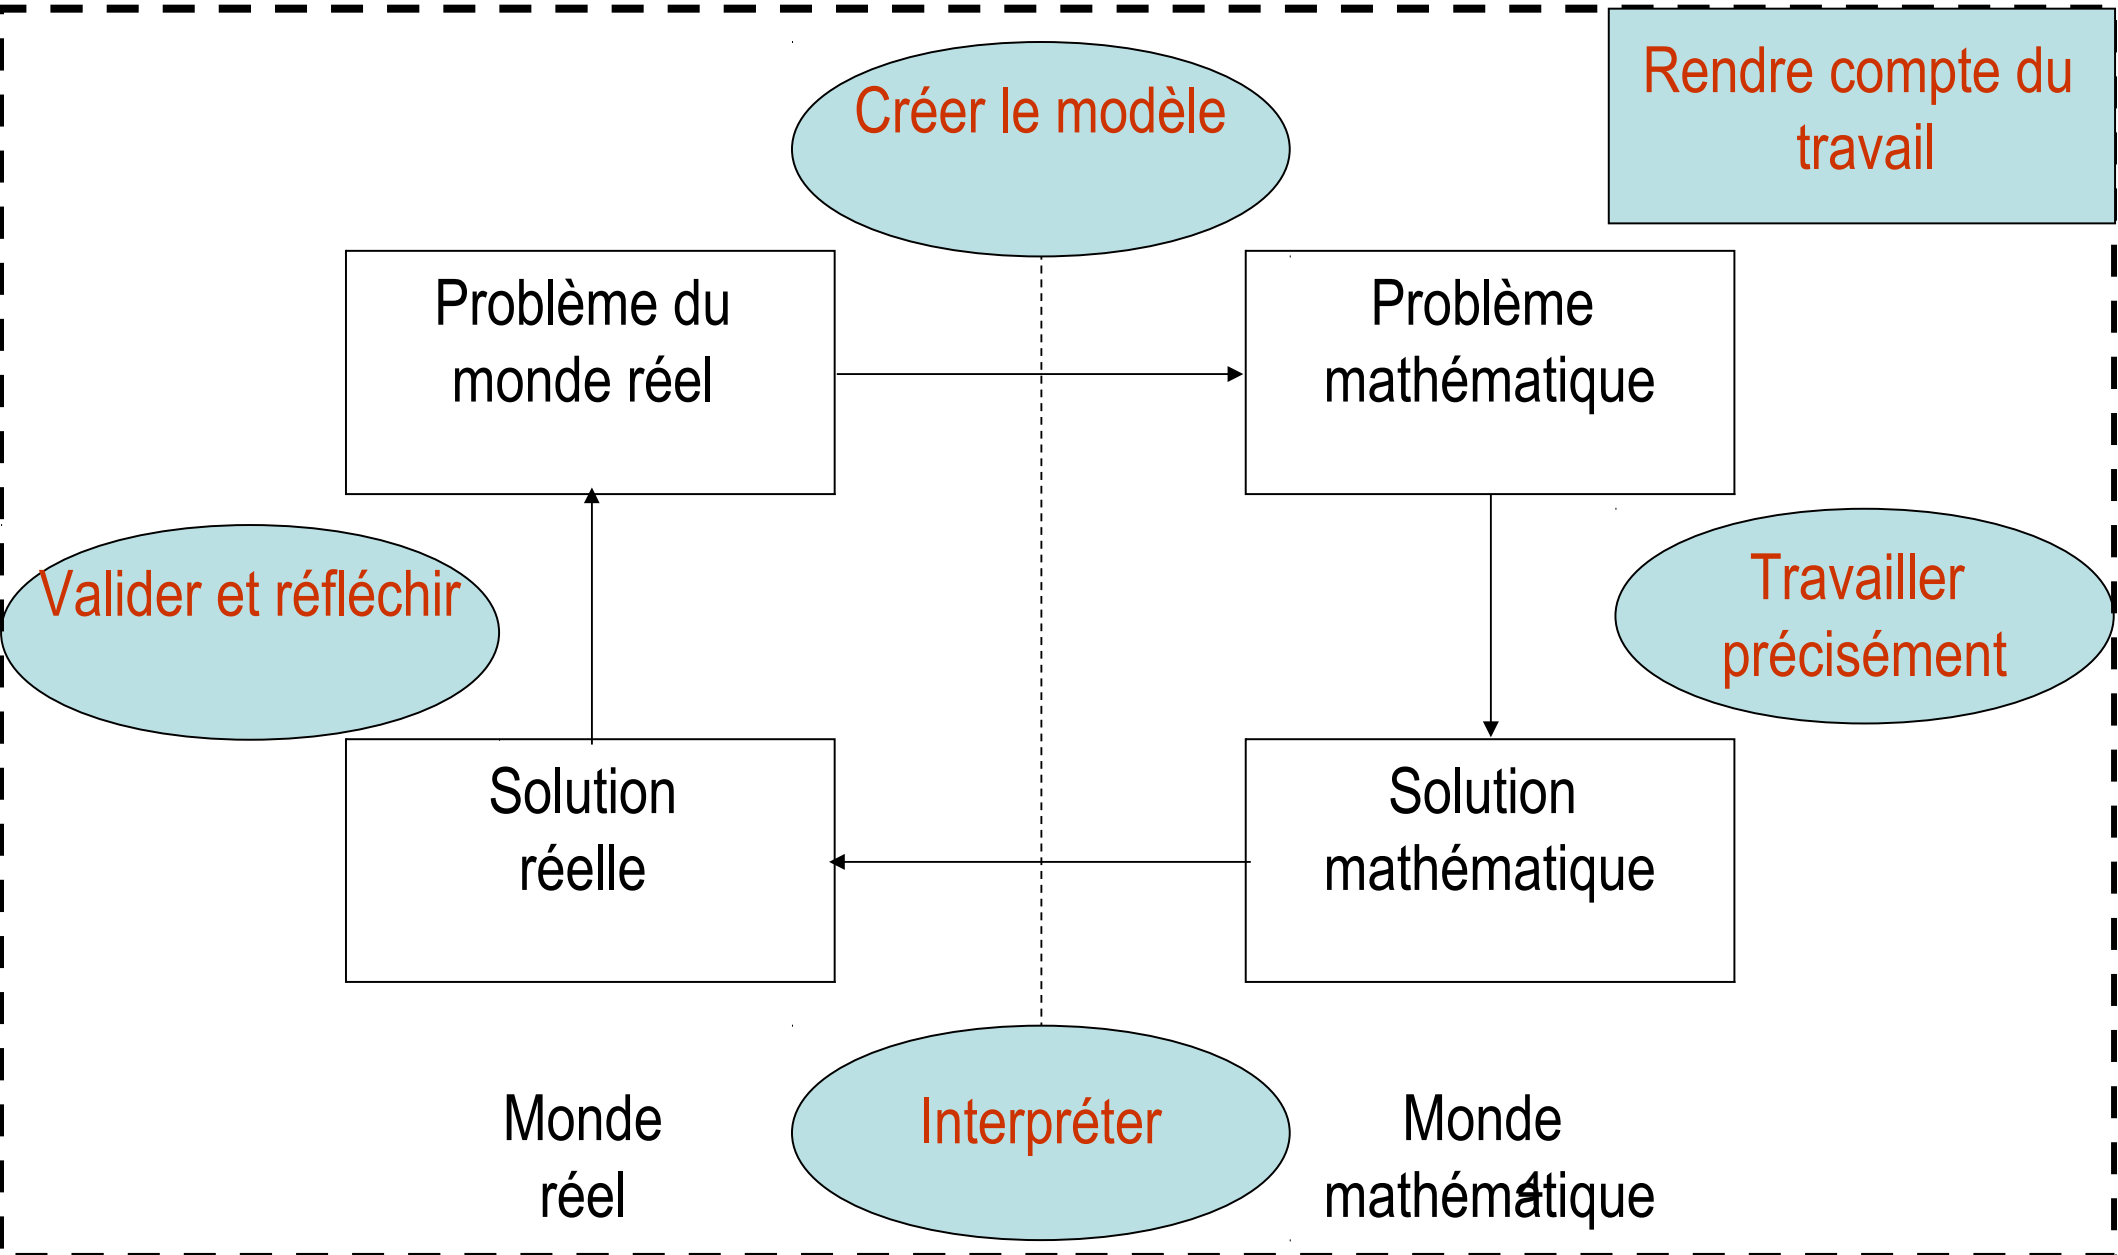 Rendre compte du
travail
Créer le modèle
Problème du
monde réel
Problème
mathématique
Valider et réfléchir
Travailler
précisément
Solution
réelle
Solution
mathématique
Monde
réel
Interpréter
Monde
mathématique
4